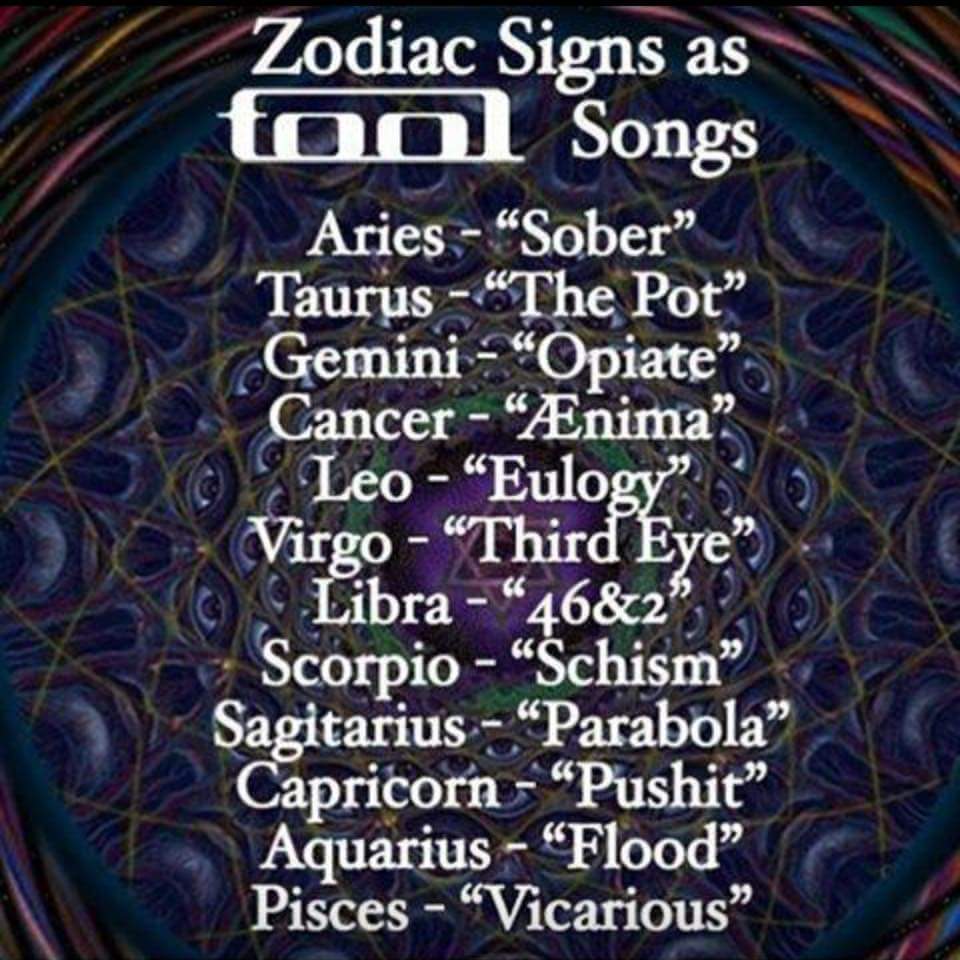 Zodiac Signs as
TOOL Songs
Aries - “Sober”
Taurus - “The Pot”
Gemini - “Opiate”
Cancer - “Ænima”
Leo - “Eulogy”
Virgo - “Third Eye”
Libra - “46&2”
Scorpio - “Schism”
Sagitarius - “Parabola”
Capricorn - “Pushit”
Aquarius - “Flood”
Pisces - “Vicarious”